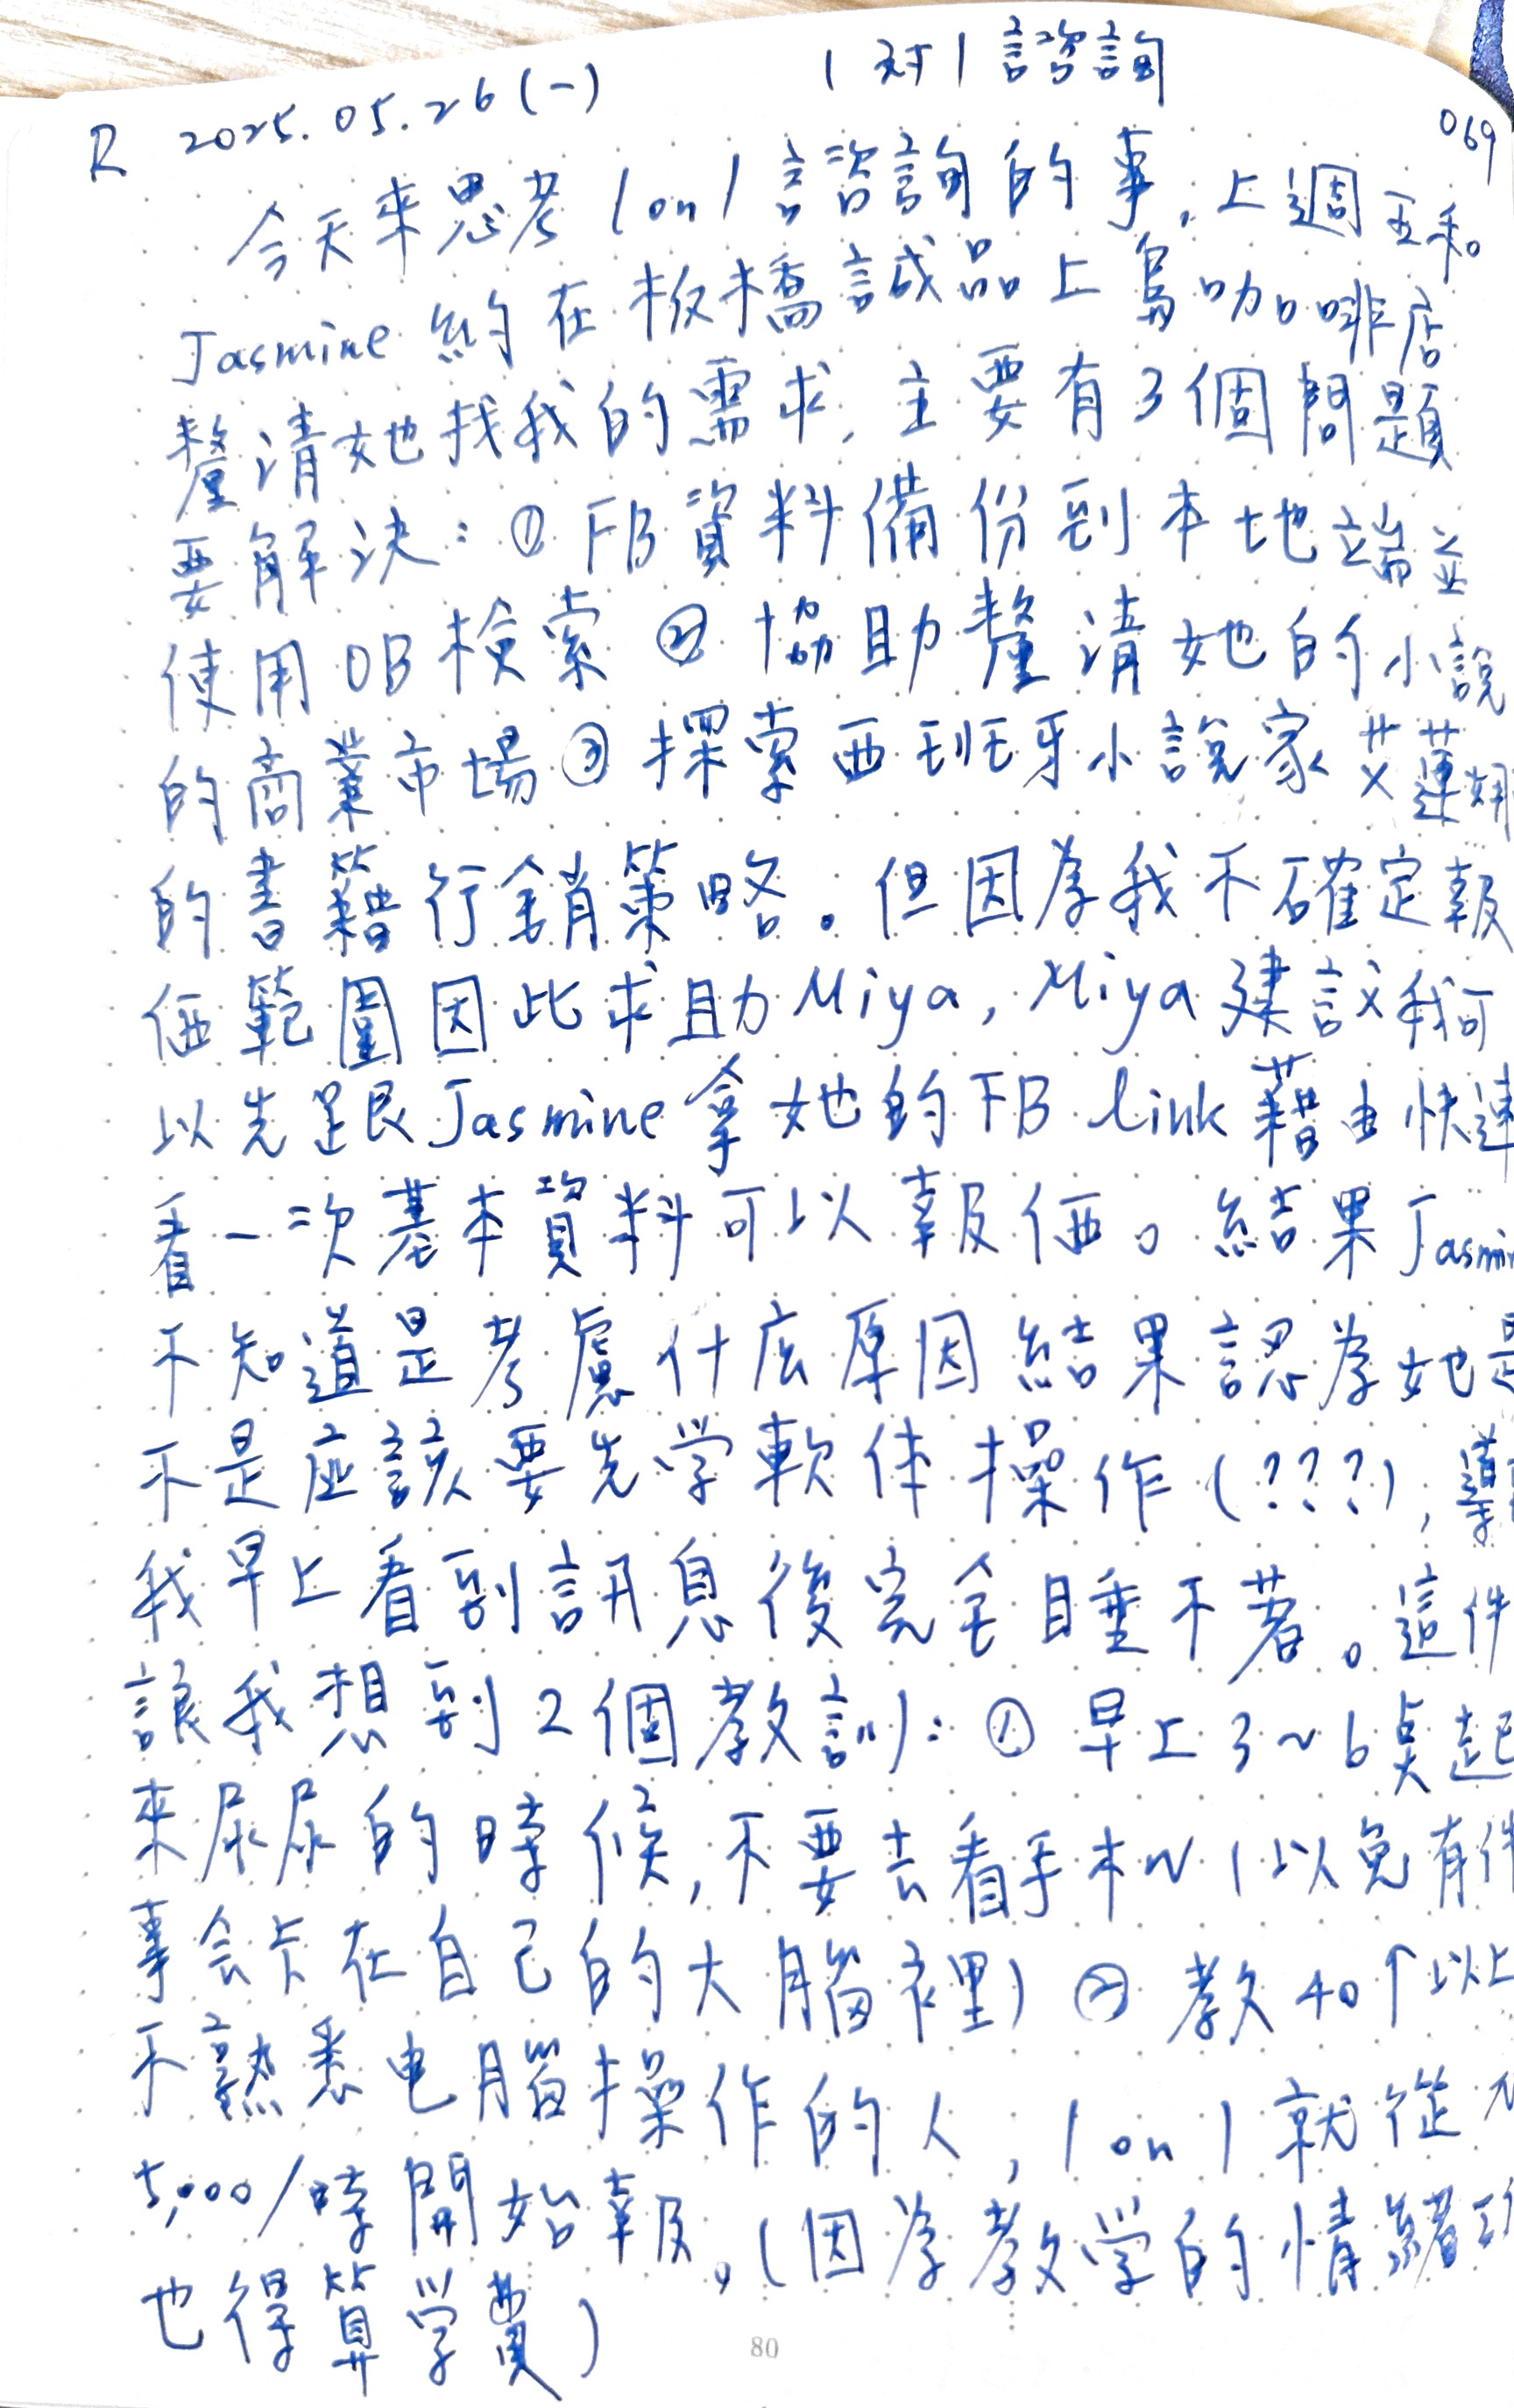 1對1諮詢
R 2025.05.26(一)
069
今天來思考1on1諮詢的事,上週五和
Jasmine約在板橋誠品上島咖啡店
釐清她找我的需求,主要有3個問題
要解決:①FB資料備份到本地端並
使用OB檢索②協助釐清她的小說
的商業市場③探索西班牙小說家艾蓮娜
的書籍行銷策略。但因為我不確定報
価範圍因此求助Miya,Miya建議我可
以先跟Jasmine拿她的FB link藉由快速
看一次基本資料可以報価。結果Jasmin
不知道是考慮什広原因結果認為她是
不是应該要先学軟体操作(???),導
我早上看到訊息後完全睡不著。這件
讓我想到2個教訓:①早上3~6点起
來尿尿的時候,不要去看手机(以免有件
事会卡在自己的大腦裡)②教40↑以上
不熟悉电腦操作的人,1on1就從
5,000/時開始報。(因為教学的情緒
也得算学費)
80